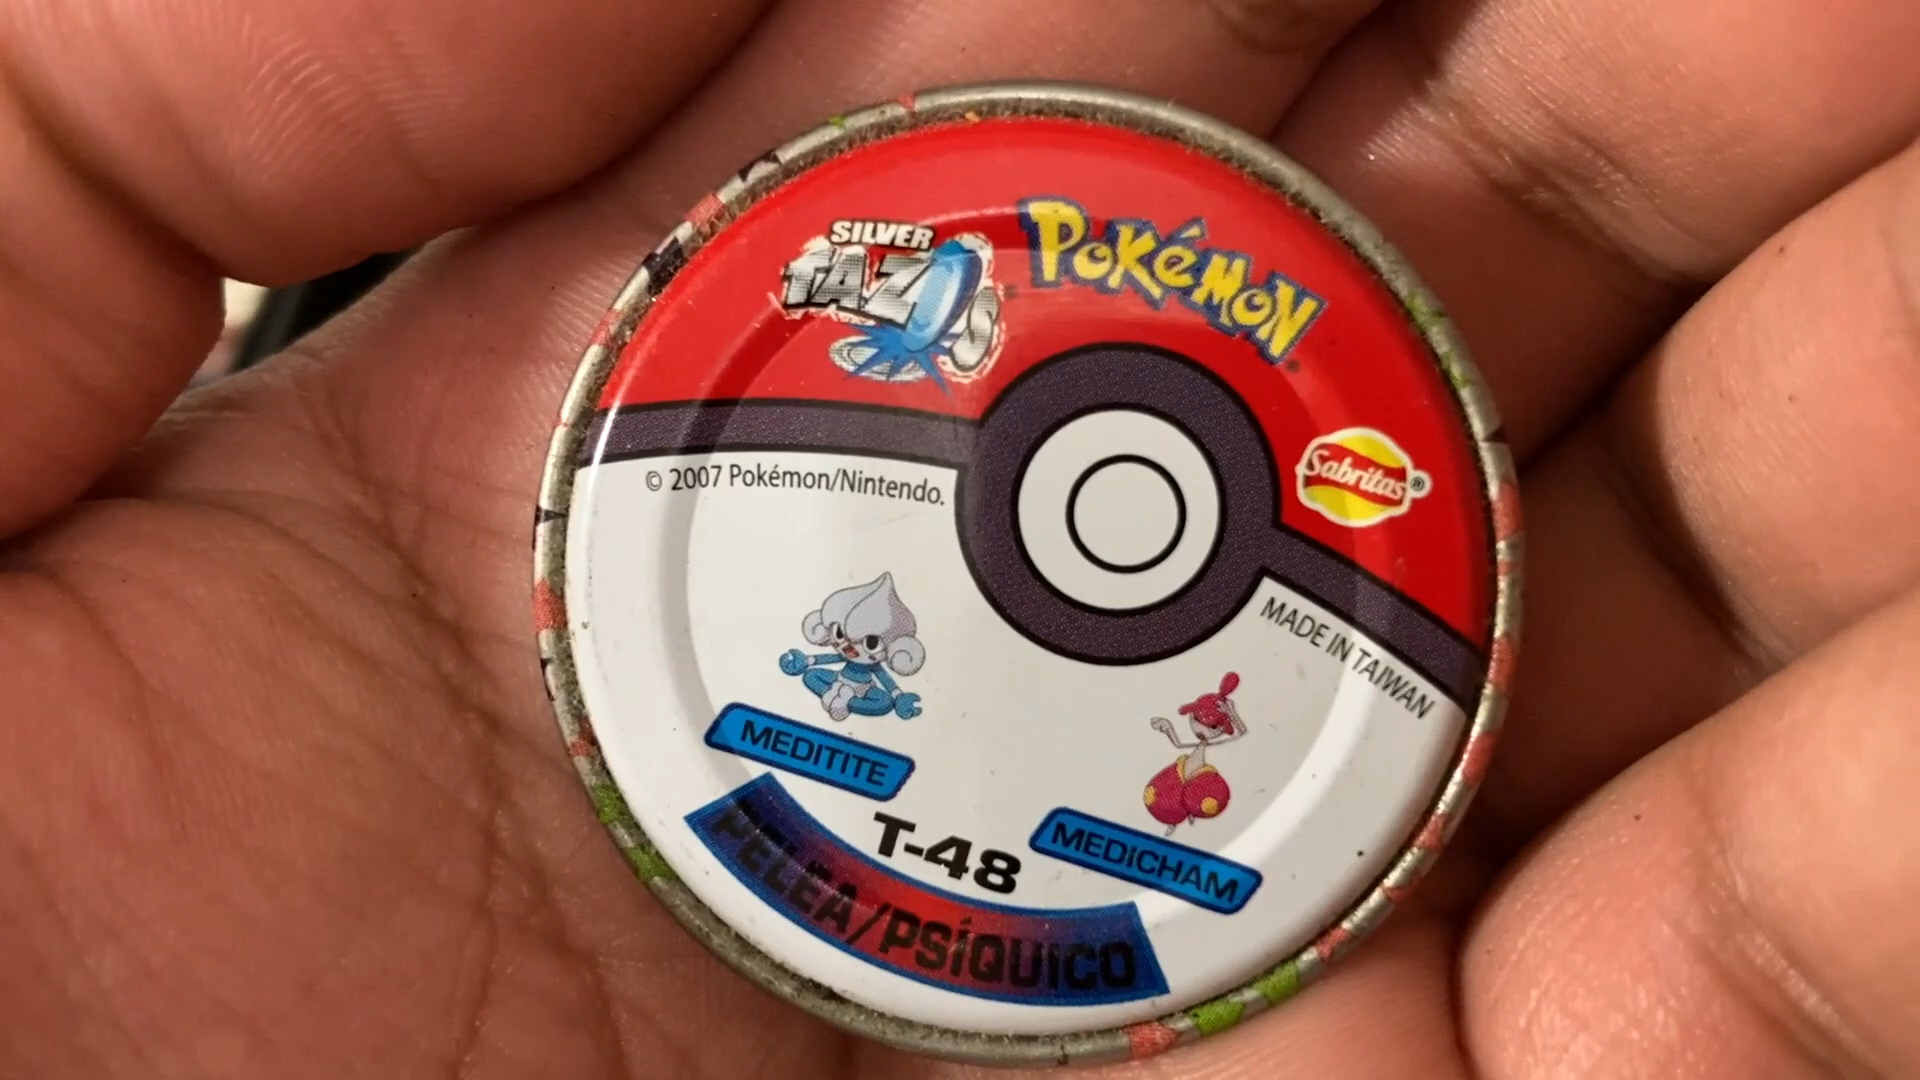 SILVER
TAZOS
Pokémon
Sabritas®
© 2007 Pokémon/Nintendo.
MADE IN TAIWAN
MEDITITE
MEDICHAM
T-48
PELEA/PSÍQUICO